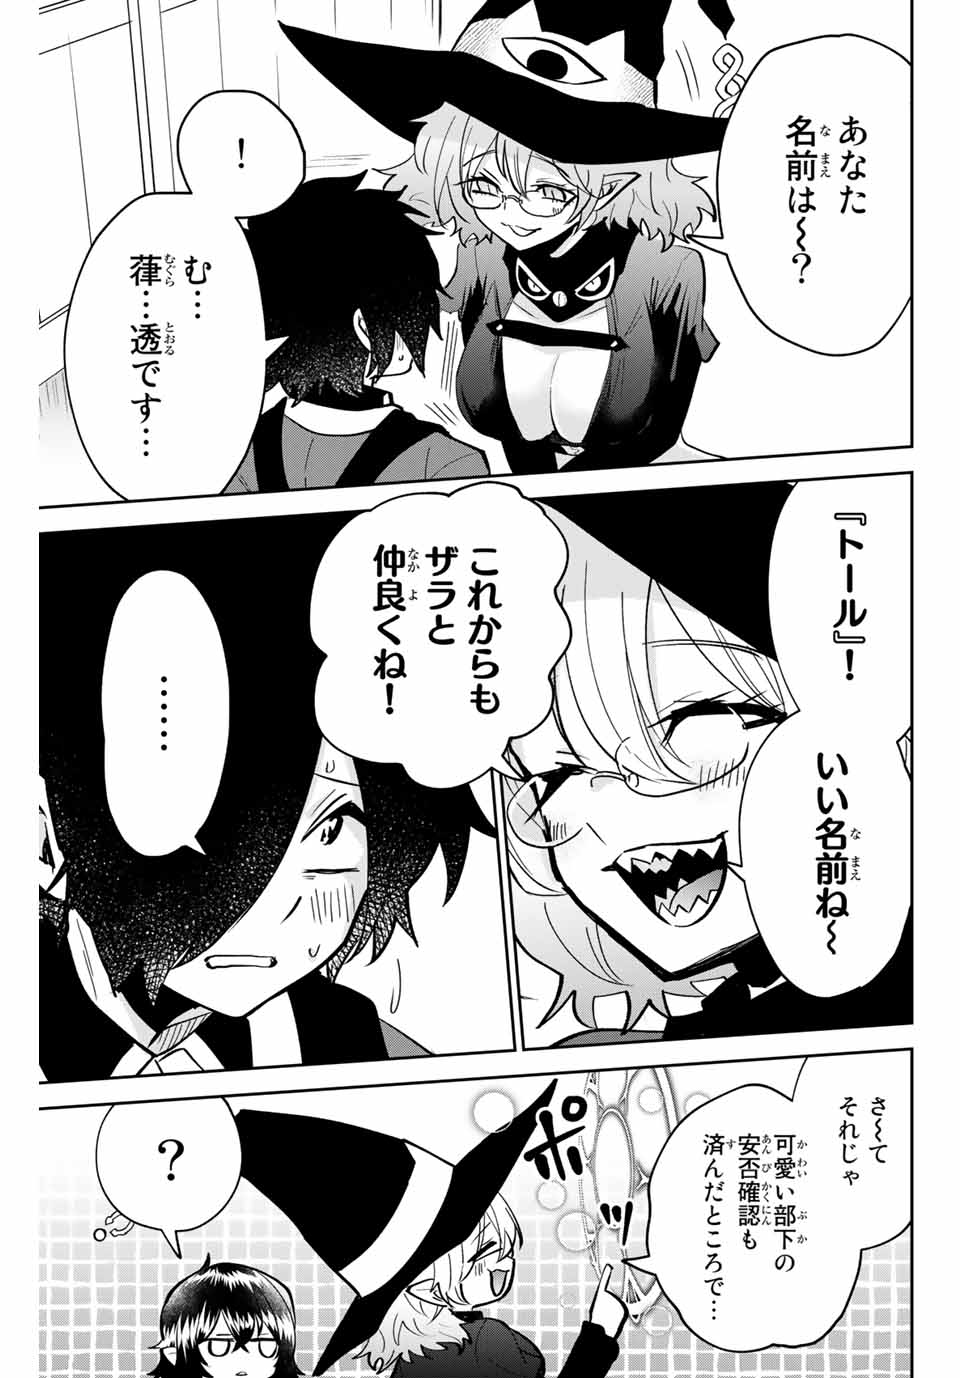 あなた
名前は～？
！
む…
葎…透です…
『トール』！
いい名前ね～
これからも
ザラと
仲良くね！
……
さ～て
それじゃ
可愛い部下の
安否確認も
済んだところで…
ポッ
？